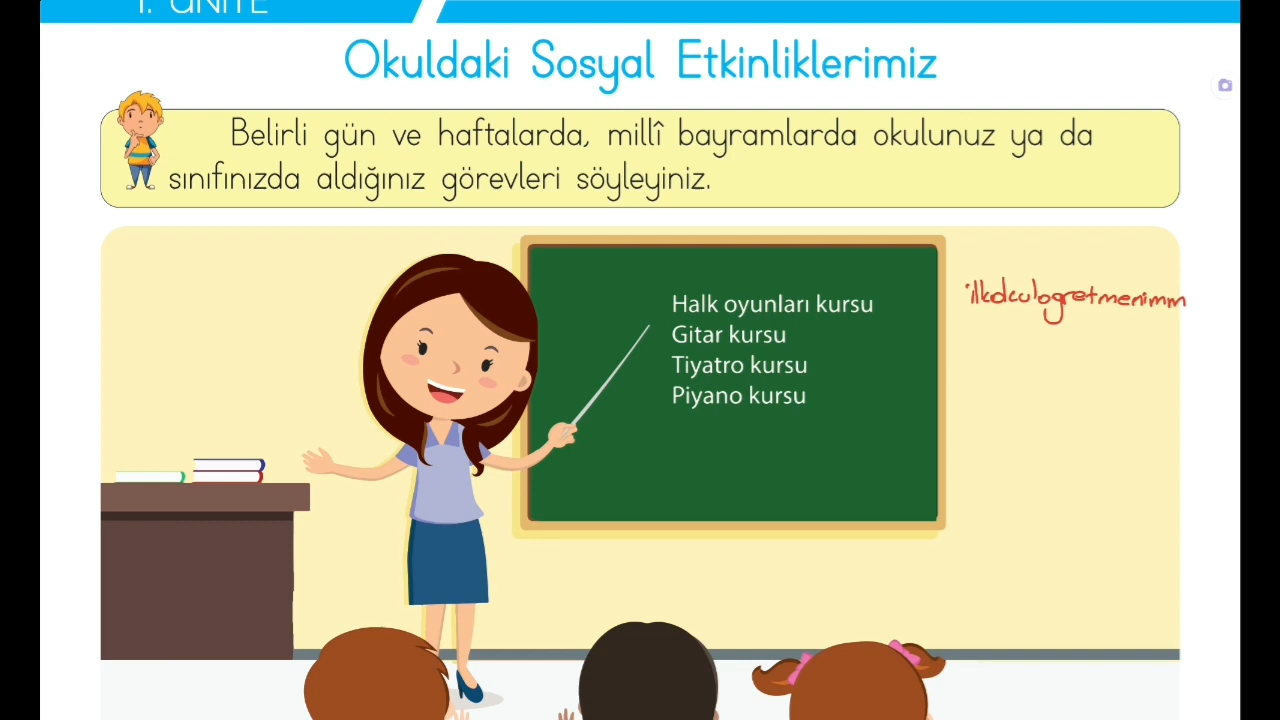 1. ÜNİTE
Okuldaki Sosyal Etkinliklerimiz
Belirli gün ve haftalarda, millî bayramlarda okulunuz ya da
sınıfınızda aldığınız görevleri söyleyiniz.
Halk oyunları kursu
Gitar kursu
Tiyatro kursu
Piyano kursu
ilkokulogretmenimm